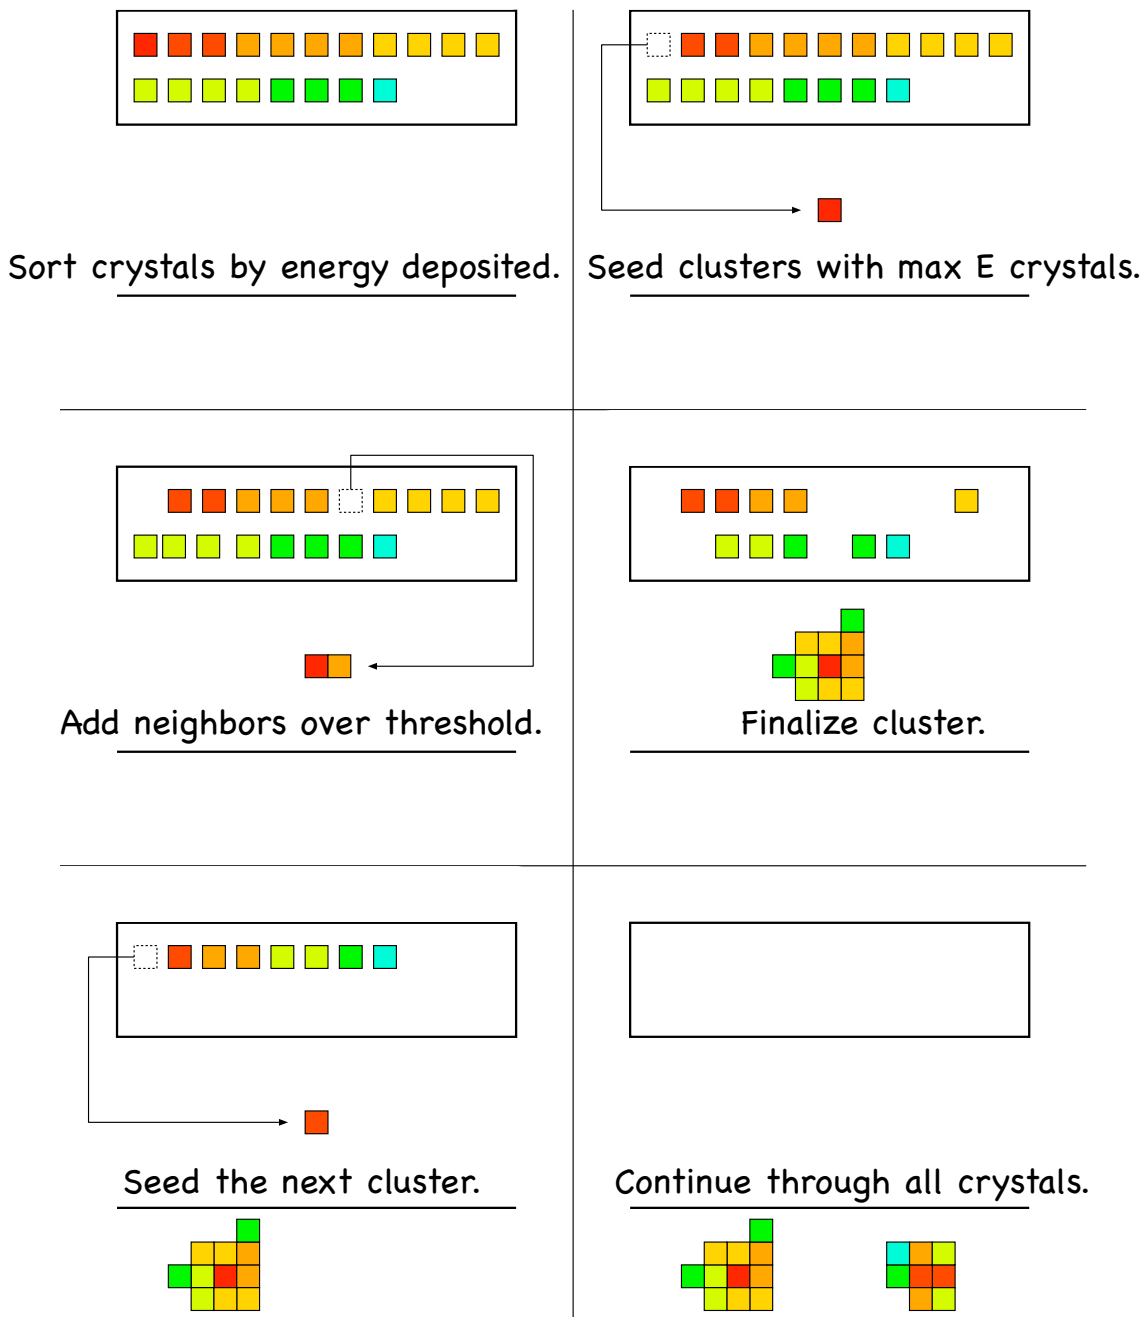 Sort crystals by energy deposited.
Seed clusters with max E crystals.
Add neighbors over threshold.
Finalize cluster.
Seed the next cluster.
Continue through all crystals.